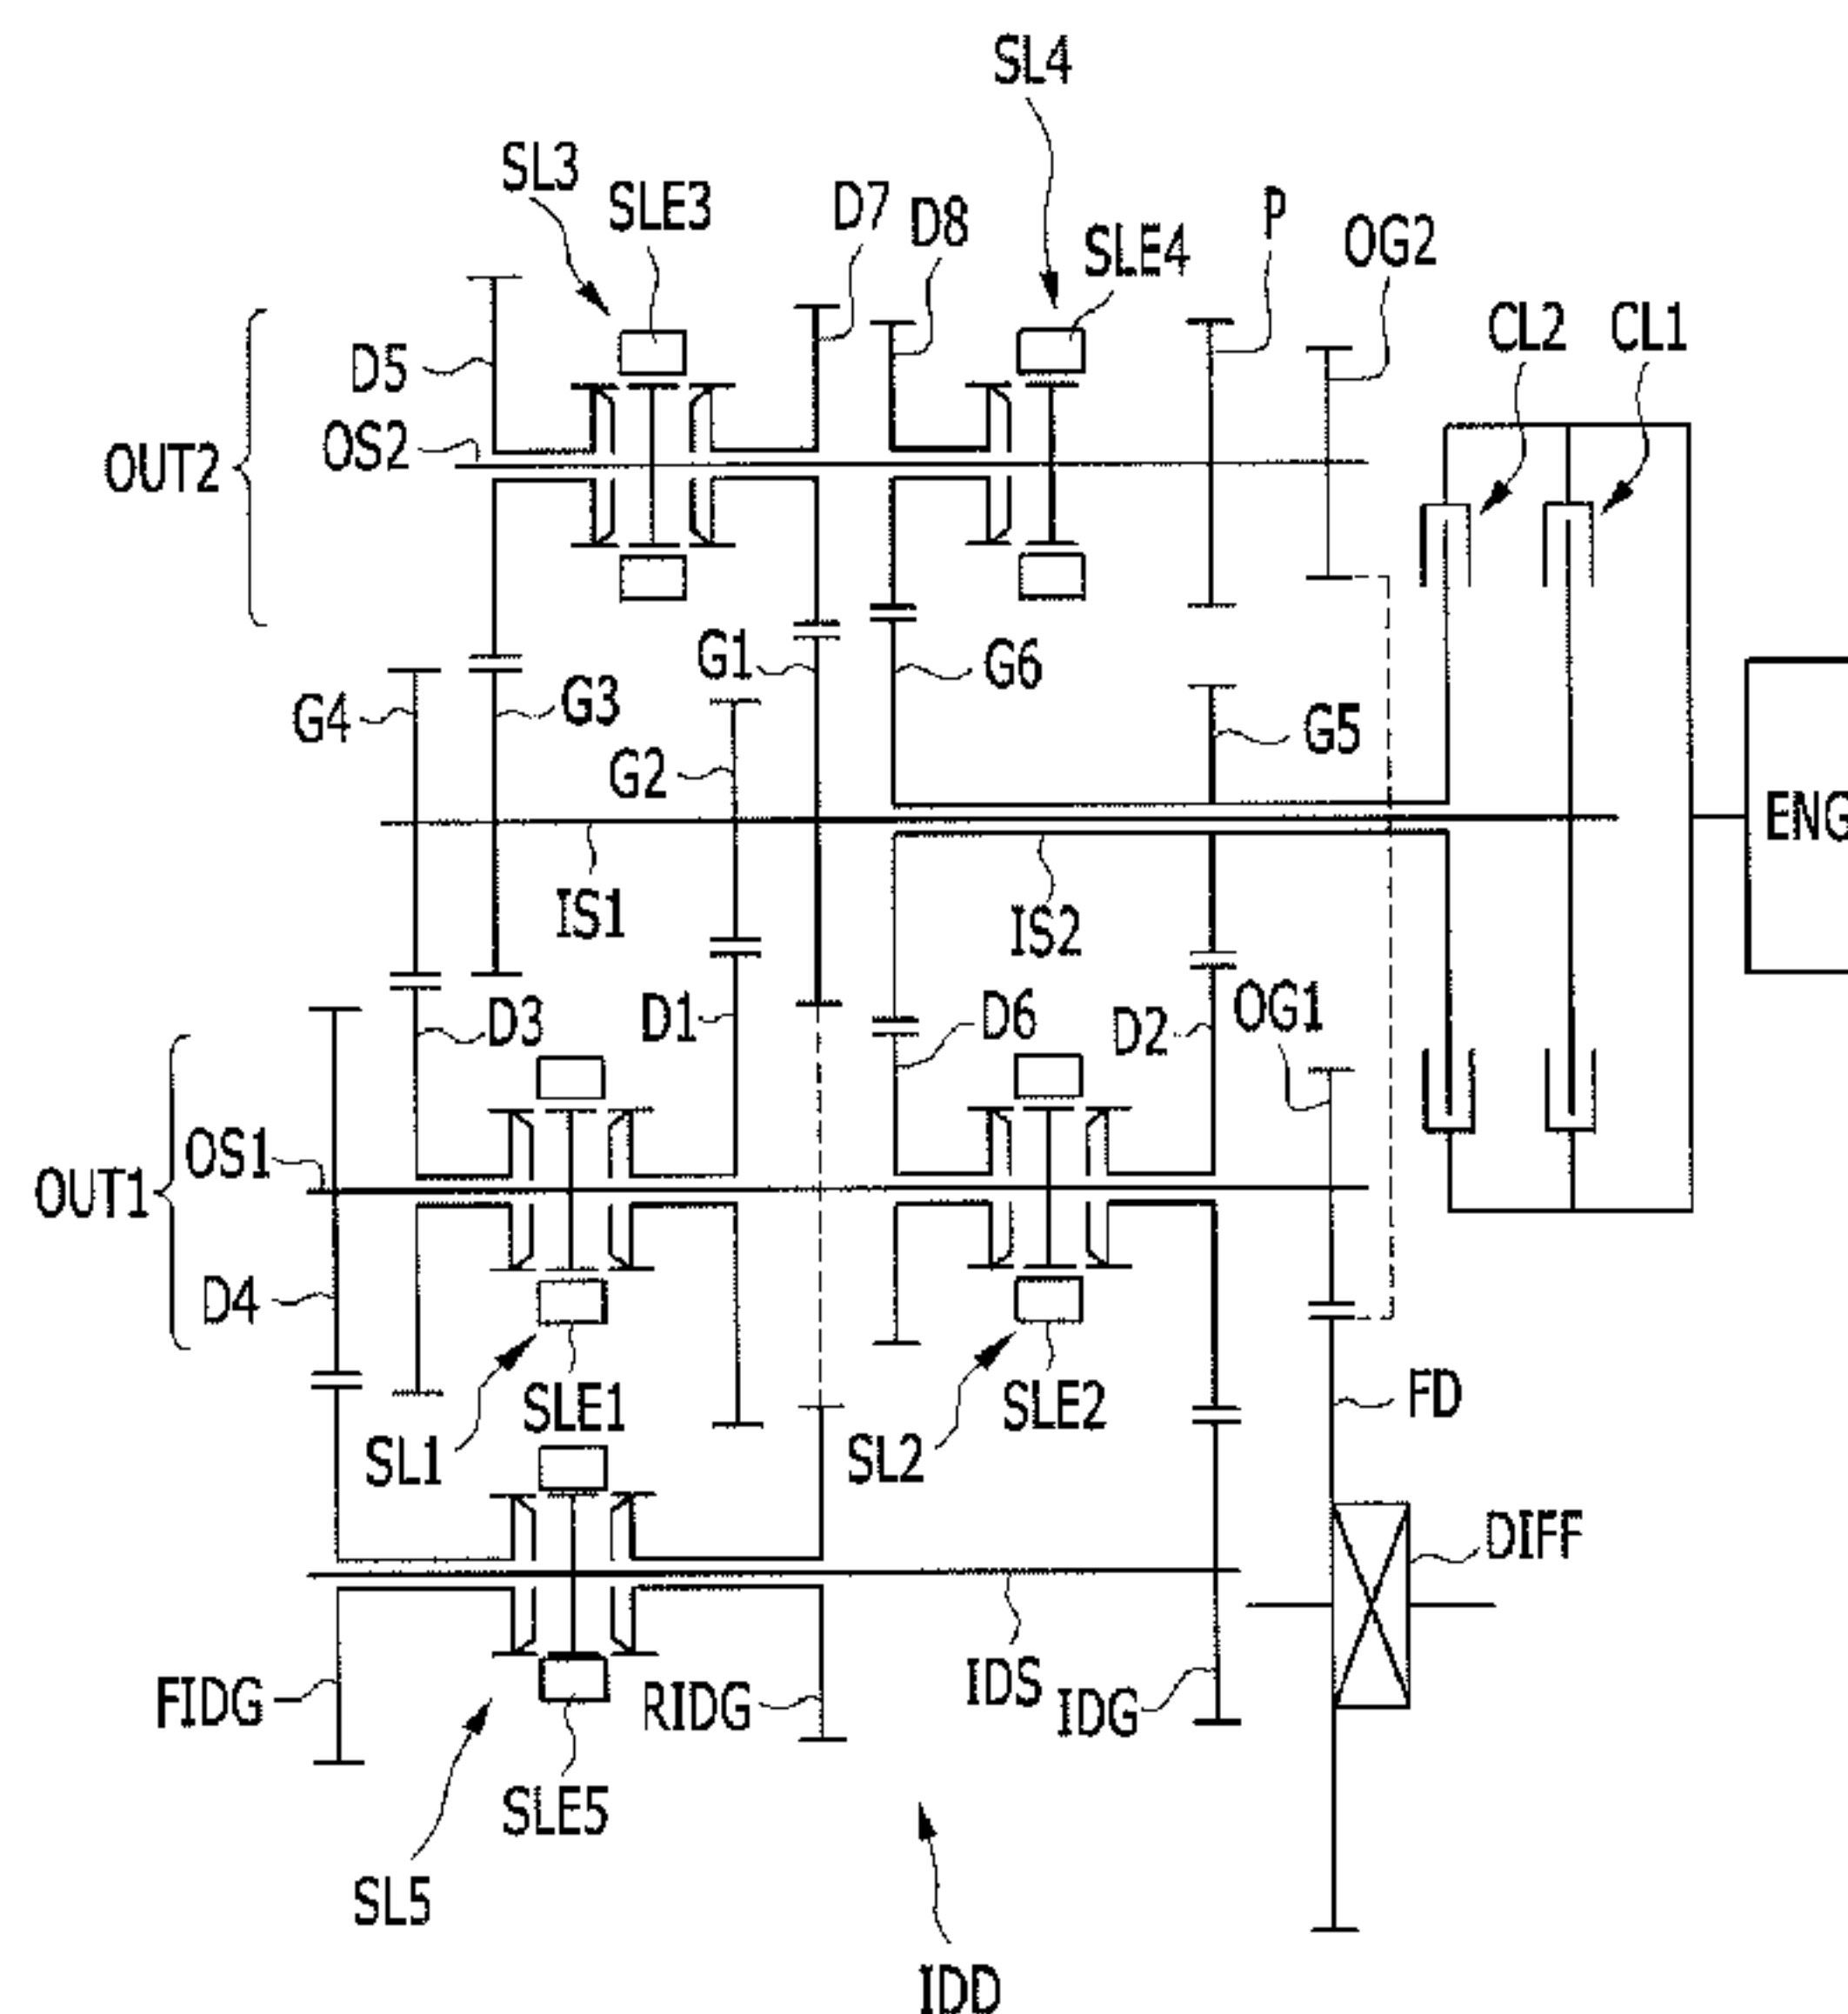 SL4
SL3
SLE3
D7
D8
P
SLE4
OG2
CL2
CL1
D5
OS2
OUT2
G1
G6
G4
G3
G5
G2
ENG
IS1
IS2
OG1
D3
D1
D6
D2
OS1
OUT1
D4
SLE1
SLE2
FD
SL1
SL2
DIFF
FIDG
RIDG
IDS
IDG
SLE5
SL5
IDD